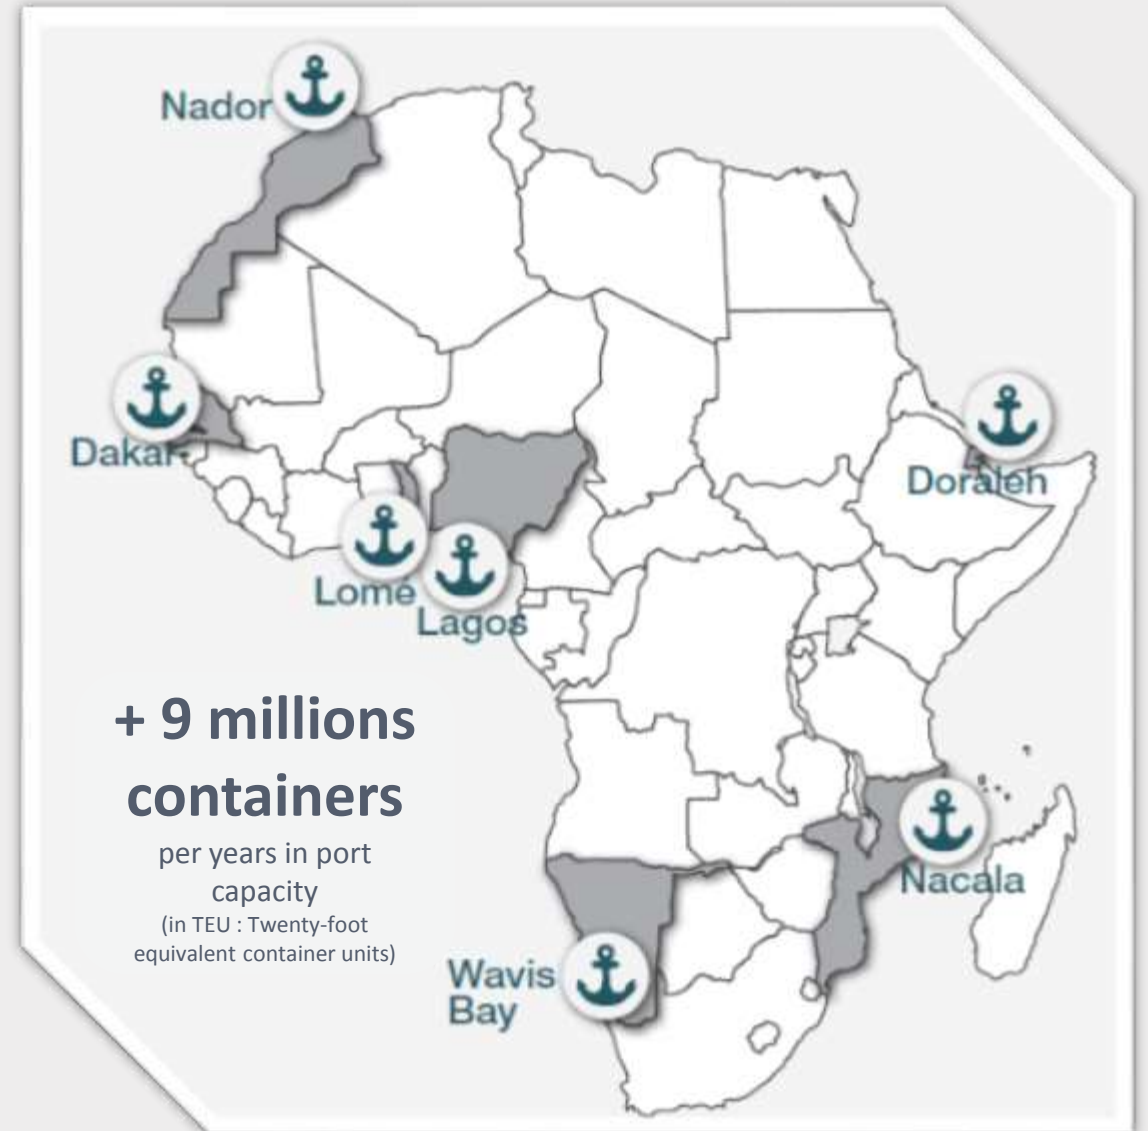 Nador
Dakar
Doraleh
Lomé
Lagos
+ 9 millions
containers
per years in port
capacity
(in TEU : Twenty-foot
equivalent container units)
Nacala
Wavis
Bay